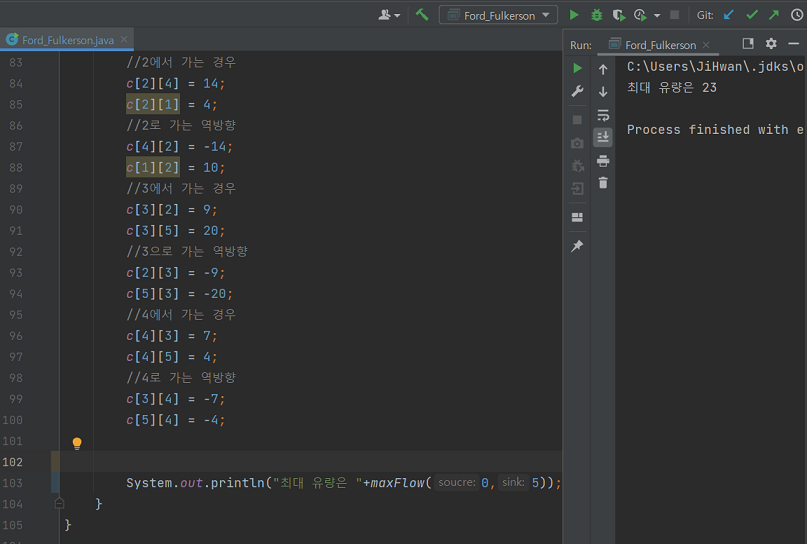 Ford_Fulkerson
Git:
Ford_Fulkerson.java
83 //2에서 가는 경우
84 c[2][4] = 14;
85 c[2][1] = 4;
86 //2로 가는 역방향
87 c[4][2] = -14;
88 c[1][2] = 10;
89 //3에서 가는 경우
90 c[3][2] = 9;
91 c[3][5] = 20;
92 //3으로 가는 역방향
93 c[2][3] = -9;
94 c[5][3] = -20;
95 //4에서 가는 경우
96 c[4][3] = 7;
97 c[4][5] = 4;
98 //4로 가는 역방향
99 c[3][4] = -7;
100 c[5][4] = -4;
101
102
103 System.out.println("최대 유량은 "+maxFlow( soucre: 0, sink: 5));
104 }
105 }
Run: Ford_Fulkerson
C:\Users\JiHwan\.jdks\o
최대 유량은 23
Process finished with e